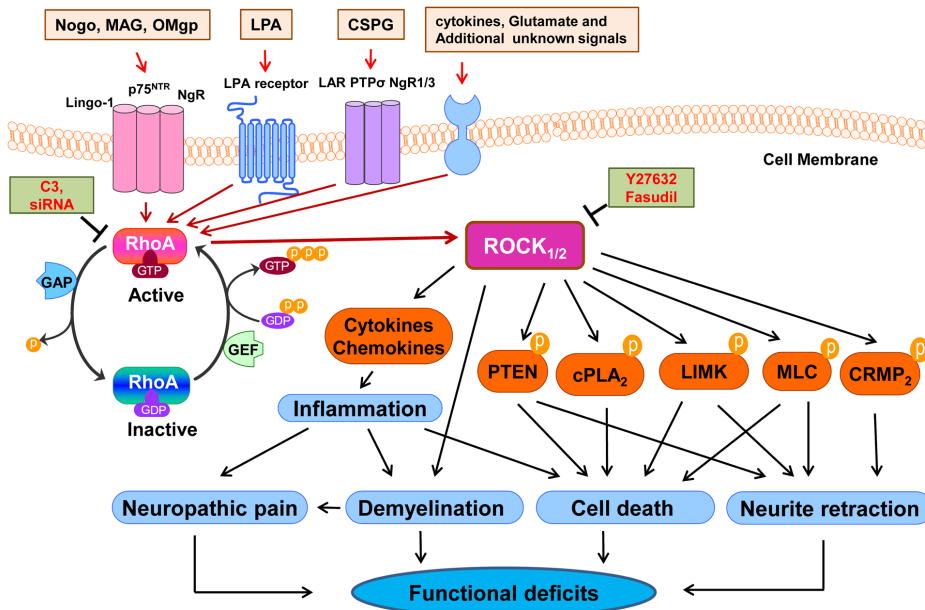 Nogo, MAG, OMgp
LPA
CSPG
cytokines, Glutamate and
Additional unknown signals
Lingo-1
p75NTR
NgR
LPA receptor
LAR PTPσ NgR1/3
Cell Membrane
C3,
siRNA
Y27632
Fasudil
RhoA
GTP
Active
GAP
P
GTP
P P P
GDP
P P
GEF
RhoA
GDP
Inactive
ROCK1/2
Cytokines
Chemokines
PTEN
P
cPLA2
P
LIMK
P
MLC
P
CRMP2
P
Inflammation
Neuropathic pain
Demyelination
Cell death
Neurite retraction
Functional deficits